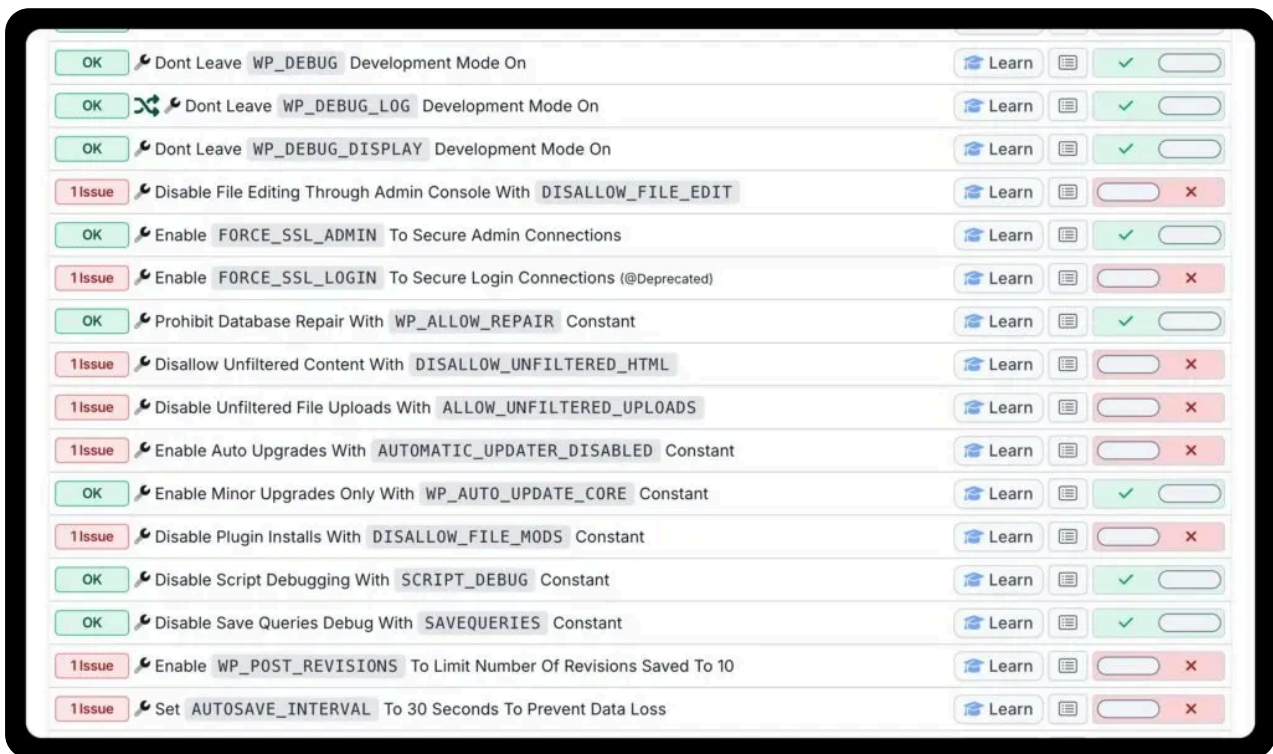 OK Dont Leave WP_DEBUG Development Mode On Learn
OK Dont Leave WP_DEBUG_LOG Development Mode On Learn
OK Dont Leave WP_DEBUG_DISPLAY Development Mode On Learn
1 Issue Disable File Editing Through Admin Console With DISALLOW_FILE_EDIT Learn
OK Enable FORCE_SSL_ADMIN To Secure Admin Connections Learn
1 Issue Enable FORCE_SSL_LOGIN To Secure Login Connections (@Deprecated) Learn
OK Prohibit Database Repair With WP_ALLOW_REPAIR Constant Learn
1 Issue Disallow Unfiltered Content With DISALLOW_UNFILTERED_HTML Learn
1 Issue Disable Unfiltered File Uploads With ALLOW_UNFILTERED_UPLOADS Learn
1 Issue Enable Auto Upgrades With AUTOMATIC_UPDATER_DISABLED Constant Learn
OK Enable Minor Upgrades Only With WP_AUTO_UPDATE_CORE Constant Learn
1 Issue Disable Plugin Installs With DISALLOW_FILE_MODS Constant Learn
OK Disable Script Debugging With SCRIPT_DEBUG Constant Learn
OK Disable Save Queries Debug With SAVEQUERIES Constant Learn
1 Issue Enable WP_POST_REVISIONS To Limit Number Of Revisions Saved To 10 Learn
1 Issue Set AUTOSAVE_INTERVAL To 30 Seconds To Prevent Data Loss Learn